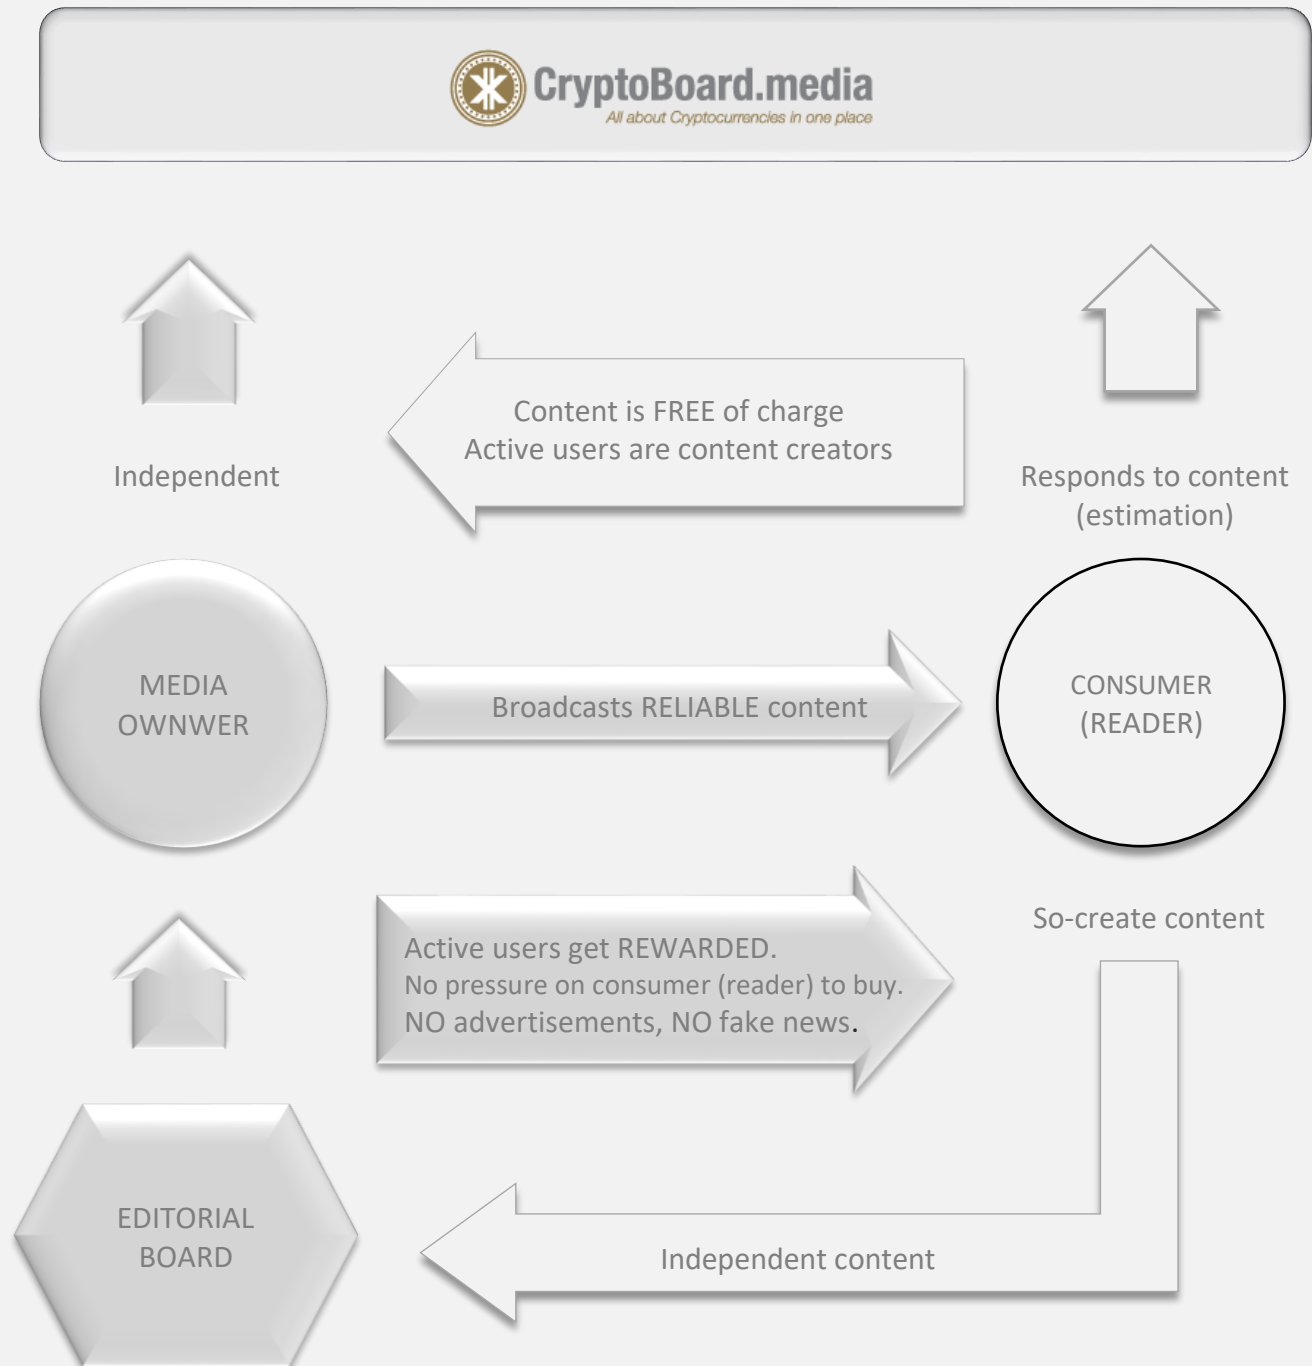 CryptoBoard.media
All about Cryptocurrencies in one place
Content is FREE of charge
Active users are content creators
Independent
Responds to content
(estimation)
MEDIA
OWNWER
Broadcasts RELIABLE content
CONSUMER
(READER)
Active users get REWARDED.
No pressure on consumer (reader) to buy.
NO advertisements, NO fake news.
So-create content
EDITORIAL
BOARD
Independent content